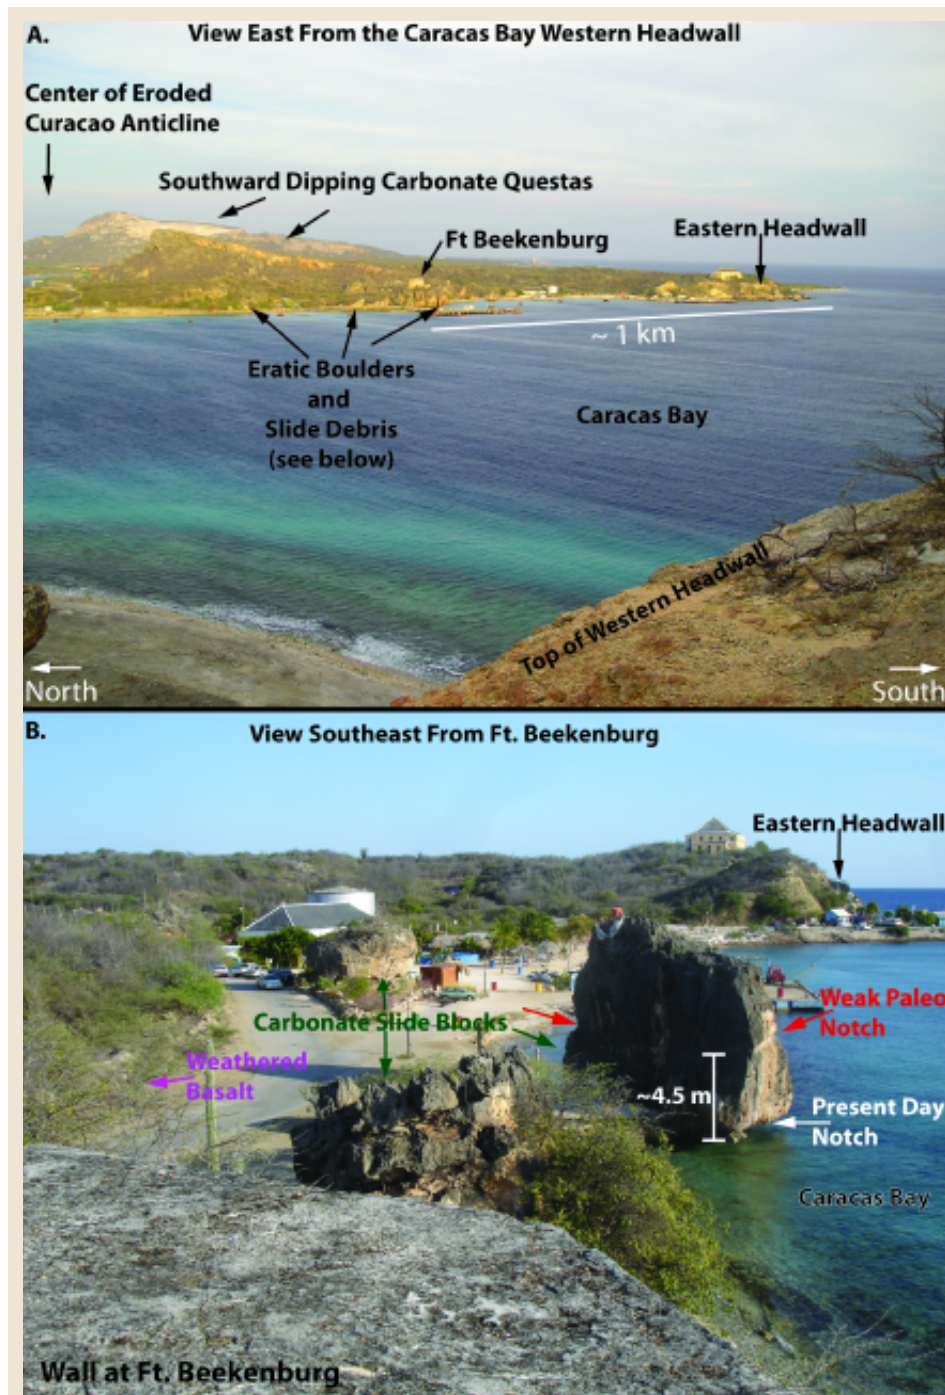 A.
View East From the Caracas Bay Western Headwall
Center of Eroded
Curacao Anticline
Southward Dipping Carbonate Questas
Ft Beekenburg
Eastern Headwall
~ 1 km
Eratic Boulders
and
Slide Debris
(see below)
Caracas Bay
Top of Western Headwall
North
South
B.
View Southeast From Ft. Beekenburg
Eastern Headwall
Weak Paleo
Notch
Carbonate Slide Blocks
Weathered
Basalt
~4.5 m
Present Day
Notch
Caracas Bay
Wall at Ft. Beekenburg